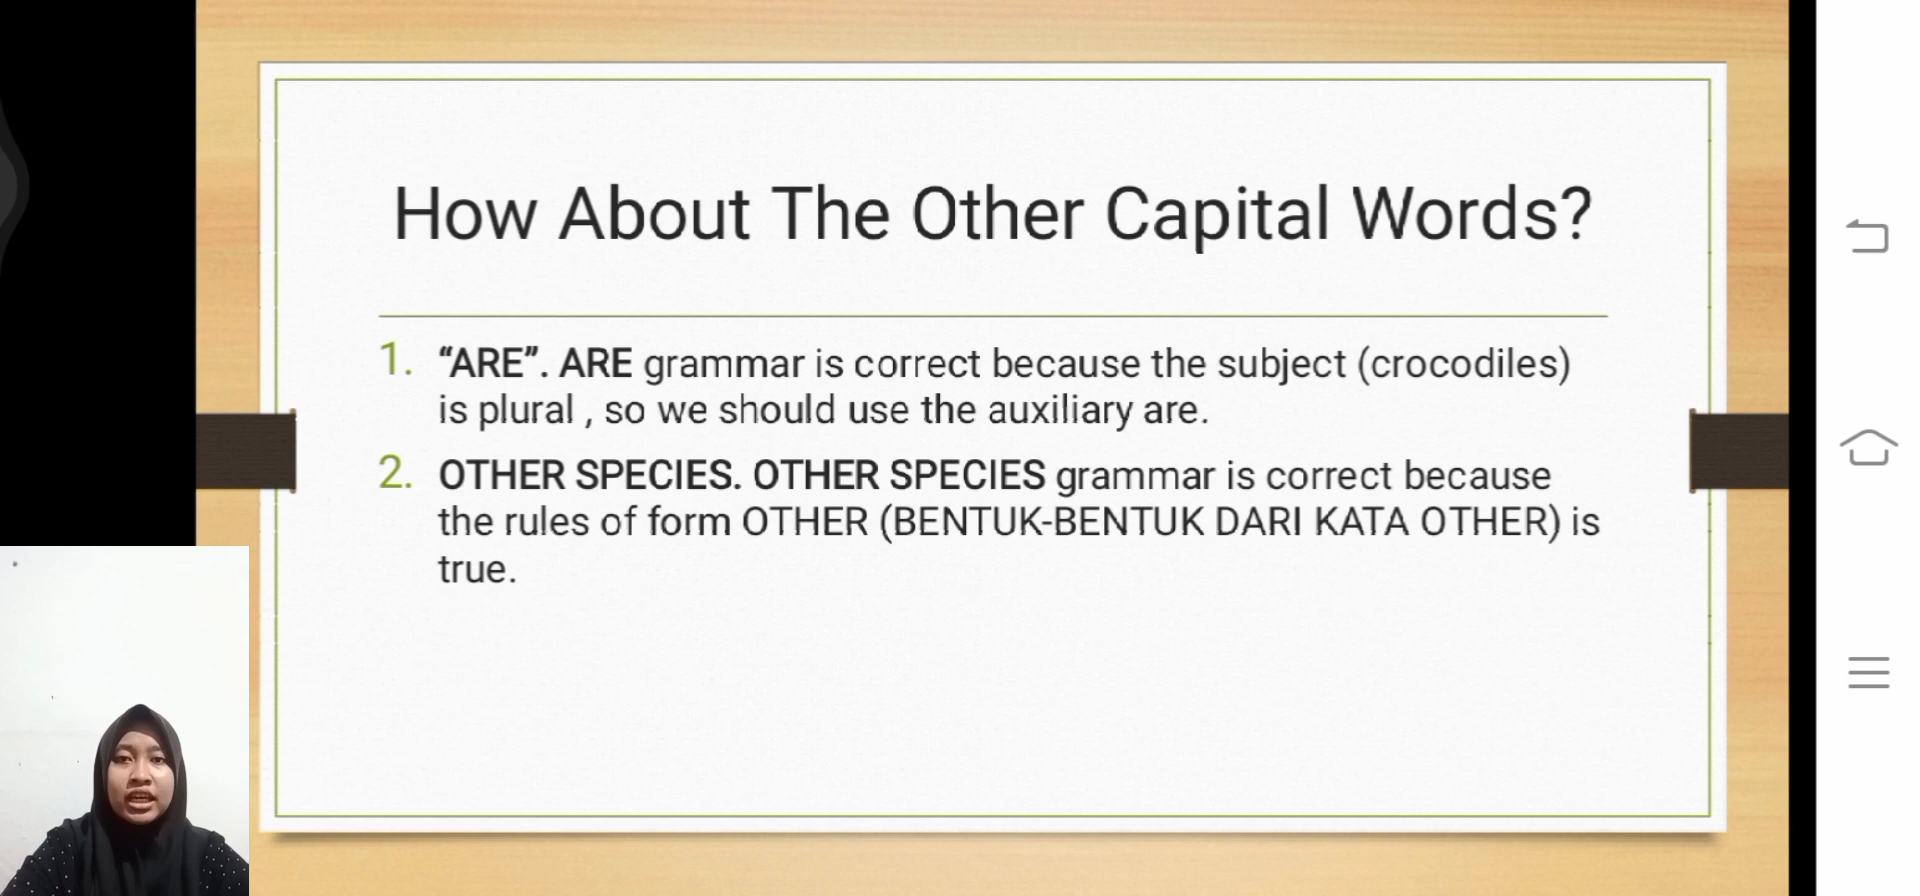 How About The Other Capital Words?
1. “ARE”. ARE grammar is correct because the subject (crocodiles)
is plural , so we should use the auxiliary are.
2. OTHER SPECIES. OTHER SPECIES grammar is correct because
the rules of form OTHER (BENTUK-BENTUK DARI KATA OTHER) is
true.